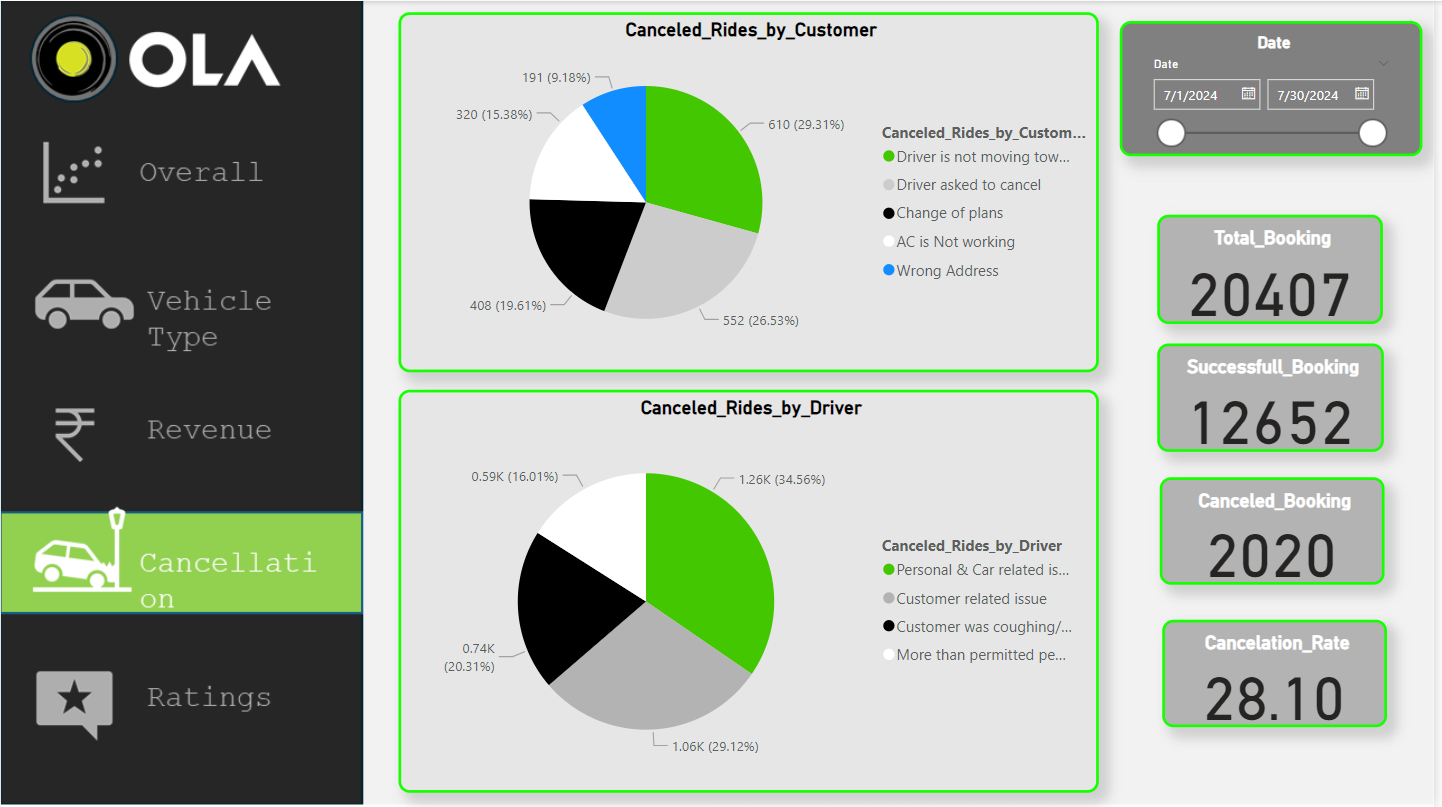 OLA
Overall
Vehicle
Type
Revenue
Cancellati
on
Ratings
Canceled_Rides_by_Customer
191 (9.18%)
320 (15.38%)
610 (29.31%)
408 (19.61%)
552 (26.53%)
Canceled_Rides_by_Custom...
Driver is not moving tow...
Driver asked to cancel
Change of plans
AC is Not working
Wrong Address
Canceled_Rides_by_Driver
0.59K (16.01%)
1.26K (34.56%)
0.74K
(20.31%)
1.06K (29.12%)
Canceled_Rides_by_Driver
Personal & Car related is...
Customer related issue
Customer was coughing/...
More than permitted pe...
Date
Date
7/1/2024
7/30/2024
Total_Booking
20407
Successfull_Booking
12652
Canceled_Booking
2020
Cancelation_Rate
28.10